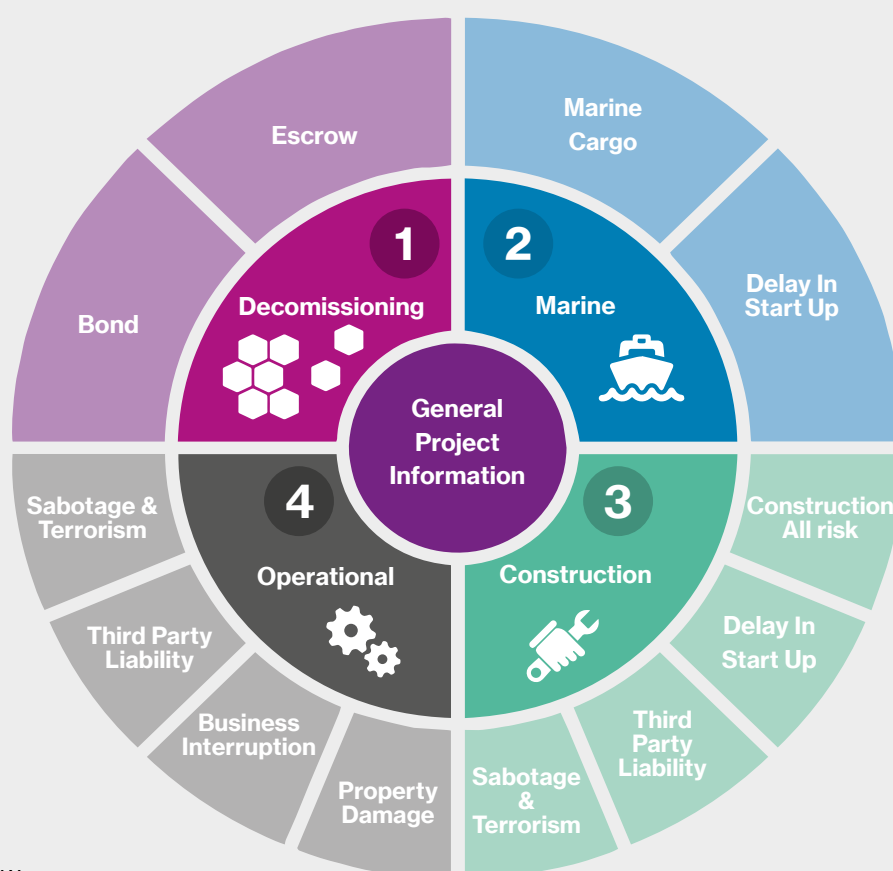 Escrow
Bond
1
Decomissioning
Marine
Cargo
Delay In
Start Up
2
Marine
General
Project
Information
3
Construction
Construction
All risk
Delay In
Start Up
Third
Party
Liability
Sabotage
&
Terrorism
4
Operational
Sabotage &
Terrorism
Third Party
Liability
Business
Interruption
Property
Damage